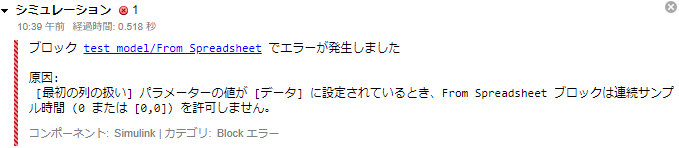 シミュレーション 1
10:39 午前 経過時間: 0.518 秒
ブロック test_model/From Spreadsheet でエラーが発生しました
原因:
[最初の列の扱い] パラメーターの値が [データ] に設定されているとき、From Spreadsheet ブロックは連続サンプ
ル時間 (0 または [0,0]) を許可しません。
コンポーネント: Simulink | カテゴリ: Block エラー